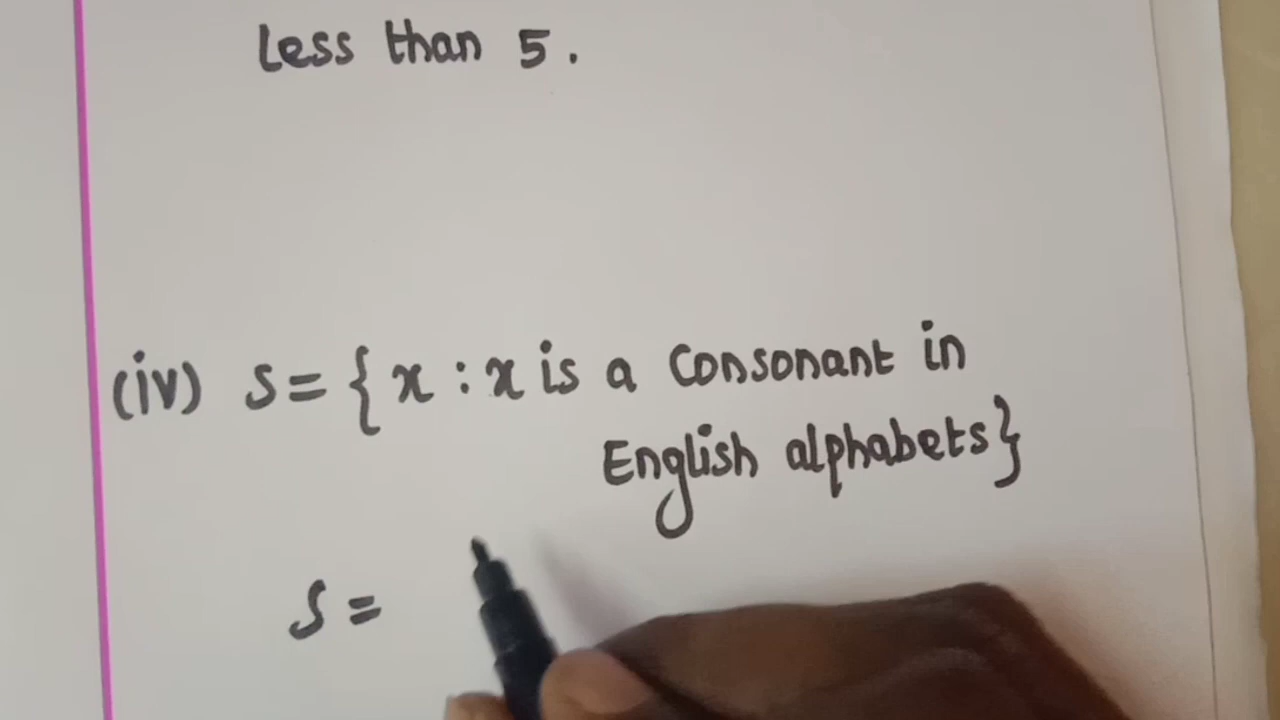 Less than 5.
(iv) S = { x : x is a Consonant in
English alphabets}
S =